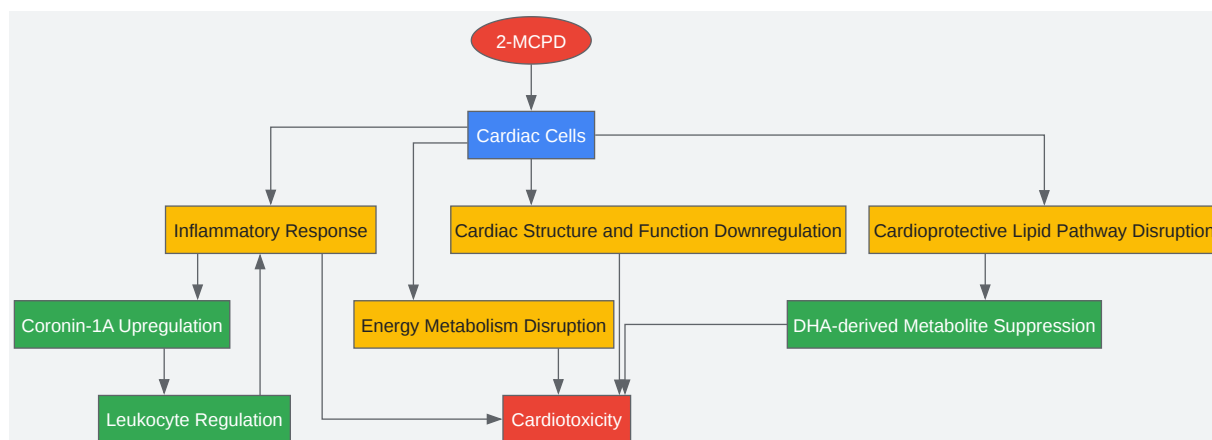 2-MCPD
Cardiac Cells
Inflammatory Response
Cardiac Structure and Function Downregulation
Cardioprotective Lipid Pathway Disruption
Coronin-1A Upregulation
Energy Metabolism Disruption
DHA-derived Metabolite Suppression
Leukocyte Regulation
Cardiotoxicity